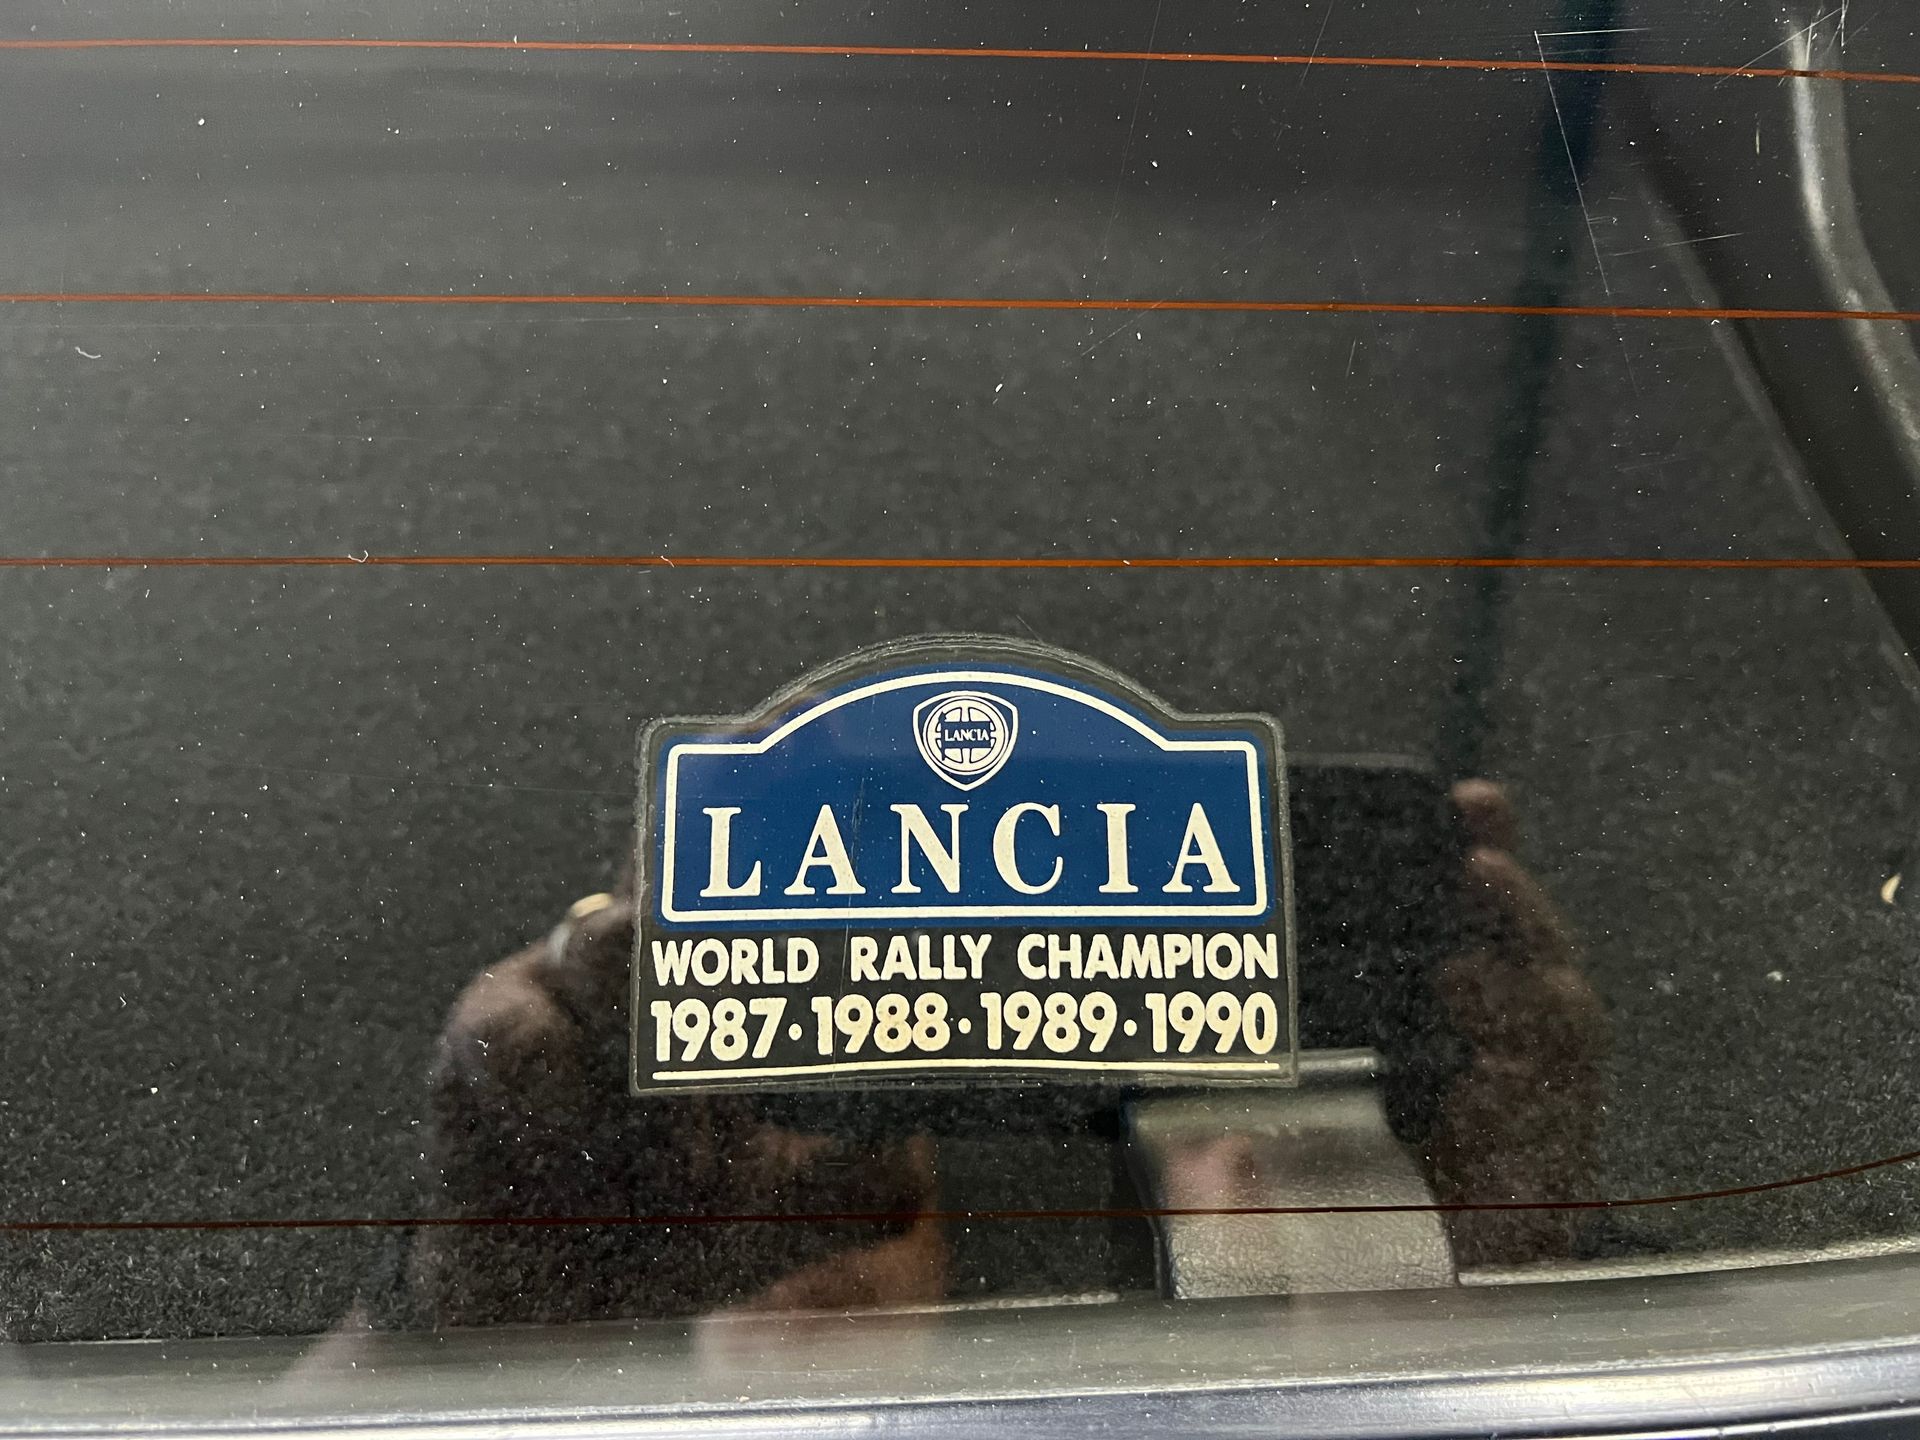 LANCIA
LANCIA
WORLD RALLY CHAMPION
1987·1988·1989·1990